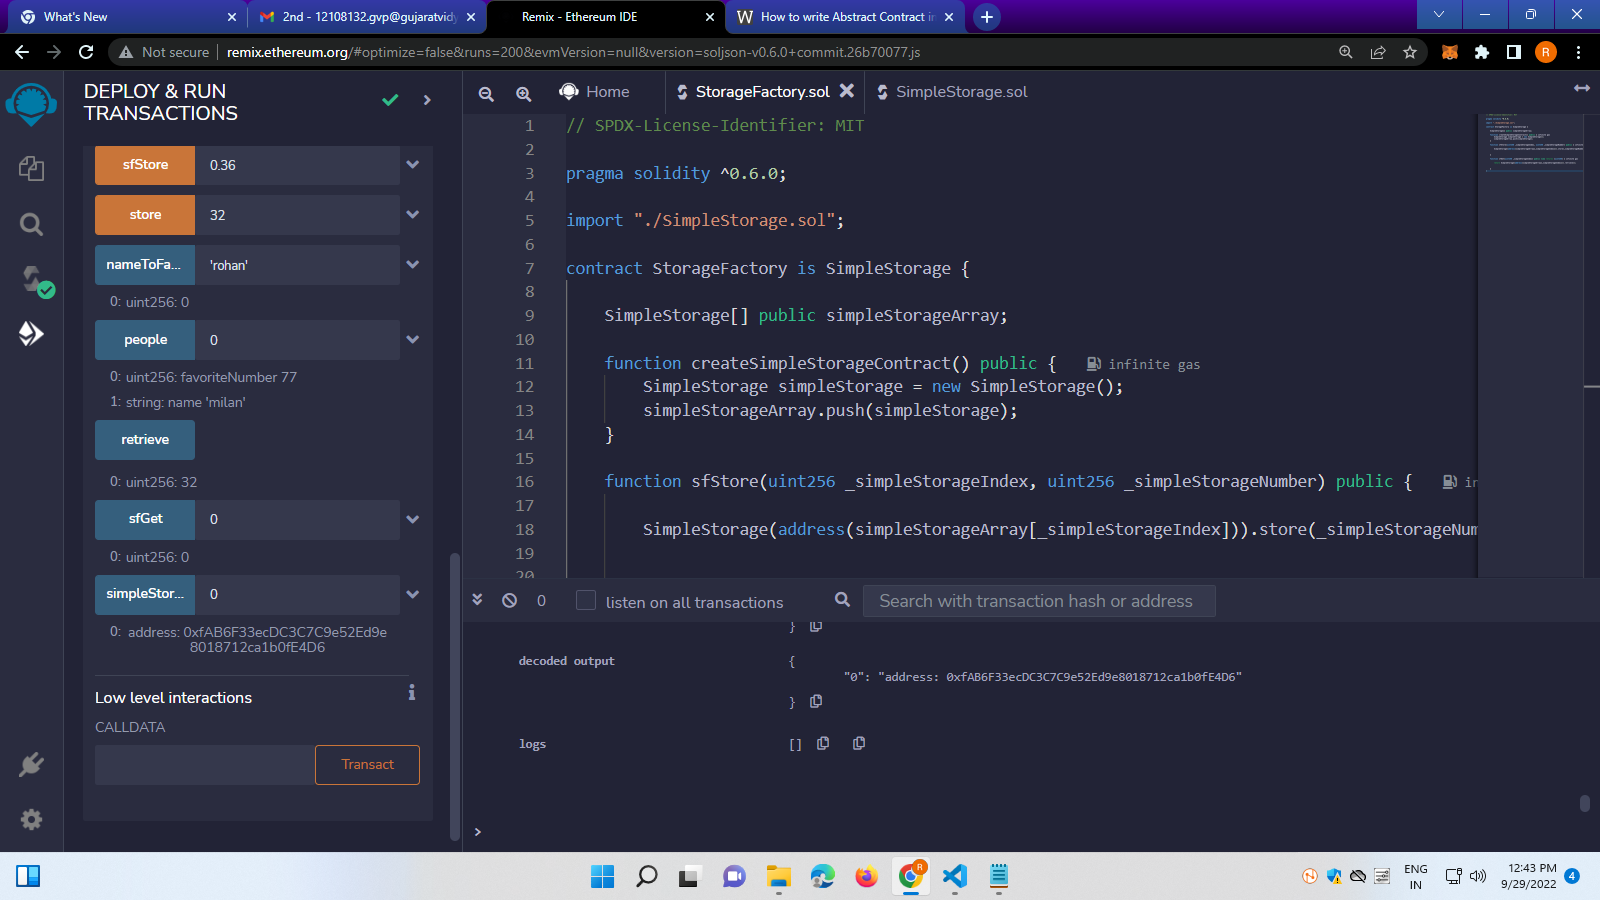 What's New
2nd - 12108132.gvp@gujaratvidy
Remix - Ethereum IDE
How to write Abstract Contract in
Not secure
remix.ethereum.org/#optimize=false&runs=200&evmVersion=null&version=soljson-v0.6.0+commit.26b70077.js
R
DEPLOY & RUN
TRANSACTIONS
sfStore 0.36
store 32
nameToFa... 'rohan'
0: uint256: 0
people 0
0: uint256: favoriteNumber 77
1: string: name 'milan'
retrieve
0: uint256: 32
sfGet 0
0: uint256: 0
simpleStor... 0
0: address: 0xfAB6F33ecDC3C7C9e52Ed9e
8018712ca1b0fE4D6
Low level interactions
CALLDATA
Transact
Home
StorageFactory.sol
SimpleStorage.sol
1 // SPDX-License-Identifier: MIT
2
3 pragma solidity ^0.6.0;
4
5 import "./SimpleStorage.sol";
6
7 contract StorageFactory is SimpleStorage {
8
9 SimpleStorage[] public simpleStorageArray;
10
11 function createSimpleStorageContract() public { infinite gas
12 SimpleStorage simpleStorage = new SimpleStorage();
13 simpleStorageArray.push(simpleStorage);
14 }
15
16 function sfStore(uint256 _simpleStorageIndex, uint256 _simpleStorageNumber) public { in
17
18 SimpleStorage(address(simpleStorageArray[_simpleStorageIndex])).store(_simpleStorageNum
19
20
0
listen on all transactions
Search with transaction hash or address
}
decoded output {
"0": "address: 0xfAB6F33ecDC3C7C9e52Ed9e8018712ca1b0fE4D6"
}
logs []
>
R
ENG
IN
12:43 PM
9/29/2022
4